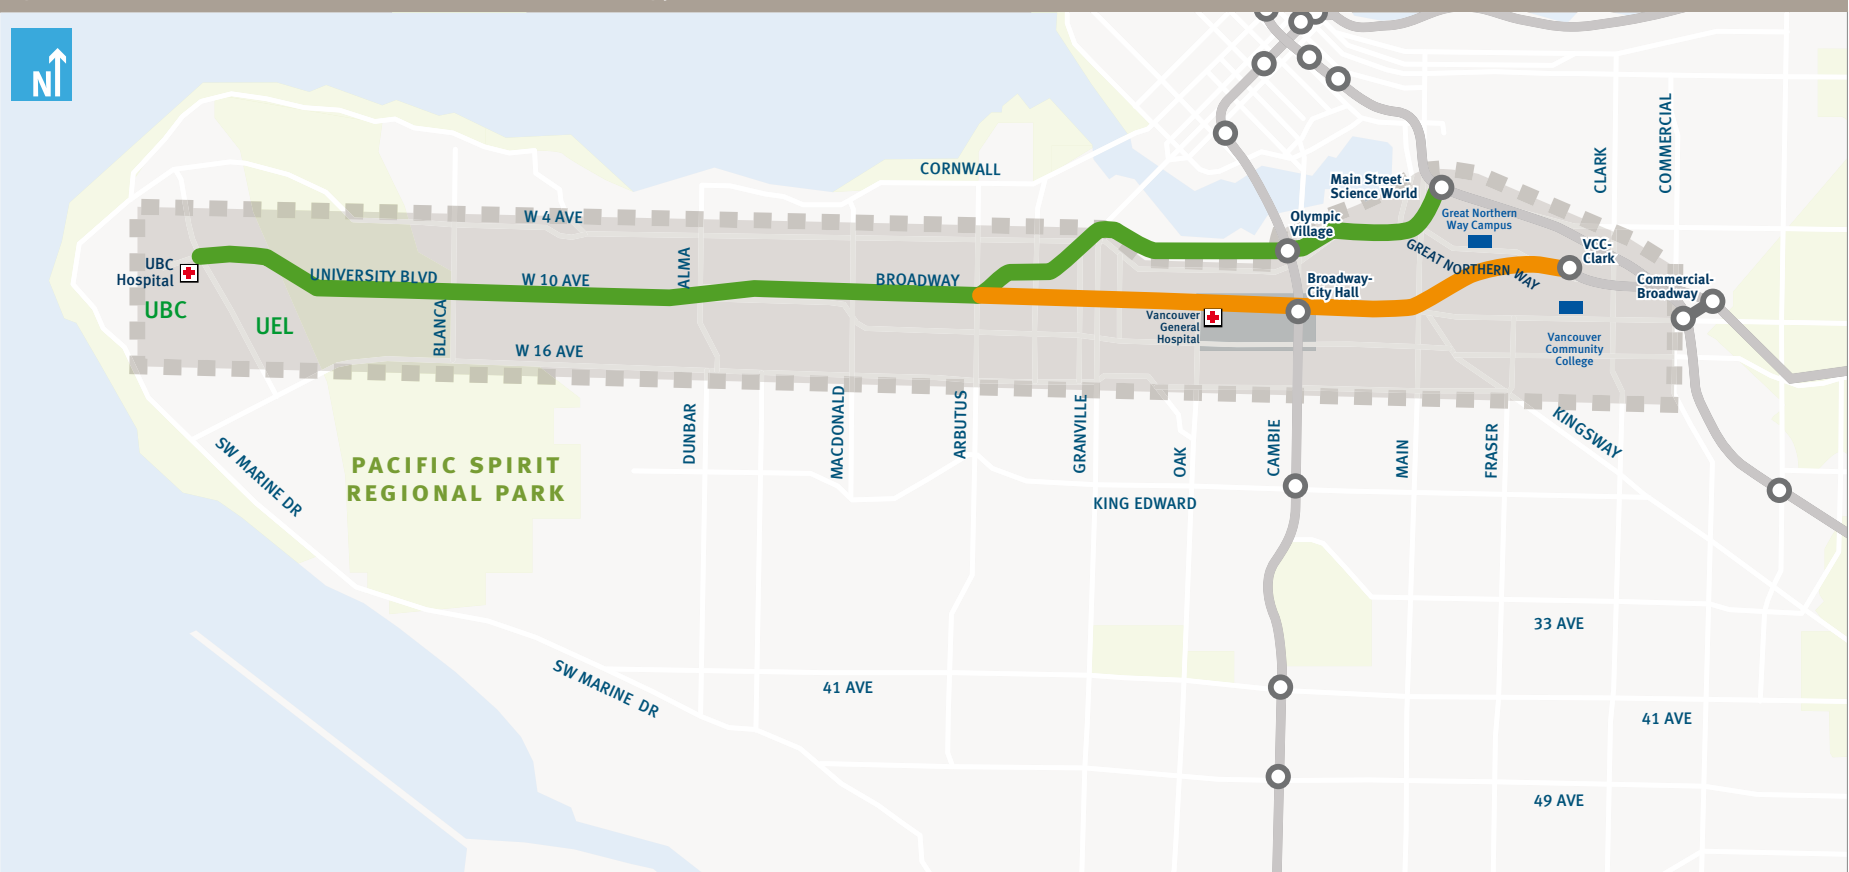 N
CORNWALL
CLARK
COMMERCIAL
Main Street -
Science World
Great Northern
Way Campus
W 4 AVE
Olympic
Village
VCC-
Clark
GREAT NORTHERN WAY
UBC
Hospital
UNIVERSITY BLVD
W 10 AVE
ALMA
BROADWAY
Broadway-
City Hall
Commercial-
Broadway
UBC
UEL
BLANCA
W 16 AVE
Vancouver
General
Hospital
Vancouver
Community
College
DUNBAR
MACDONALD
ARBUTUS
GRANVILLE
OAK
CAMBIE
MAIN
FRASER
KINGSWAY
SW MARINE DR
PACIFIC SPIRIT
REGIONAL PARK
KING EDWARD
33 AVE
SW MARINE DR
41 AVE
41 AVE
49 AVE